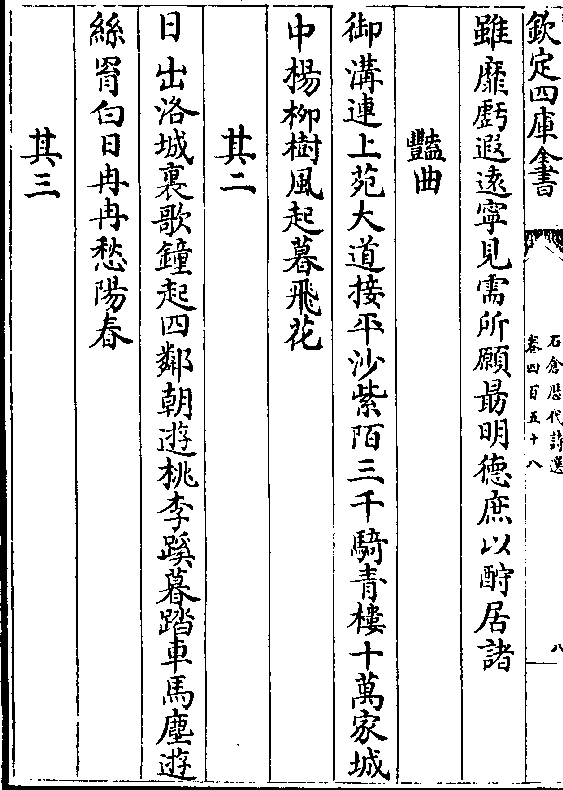 欽定四庫全書
石倉歷代詩選
卷四百五十八
八
雖靡虧遐遠寧見需所願最明德庶以酧居諸
豔曲
御溝連上苑大道接平沙紫陌三千騎青樓十萬家城
中楊柳樹風起暮飛花
其二
日出洛城裏歌鐘起四鄰朝遊桃李蹊暮踏車馬塵遊
絲罥白日冉冉愁陽春
其三